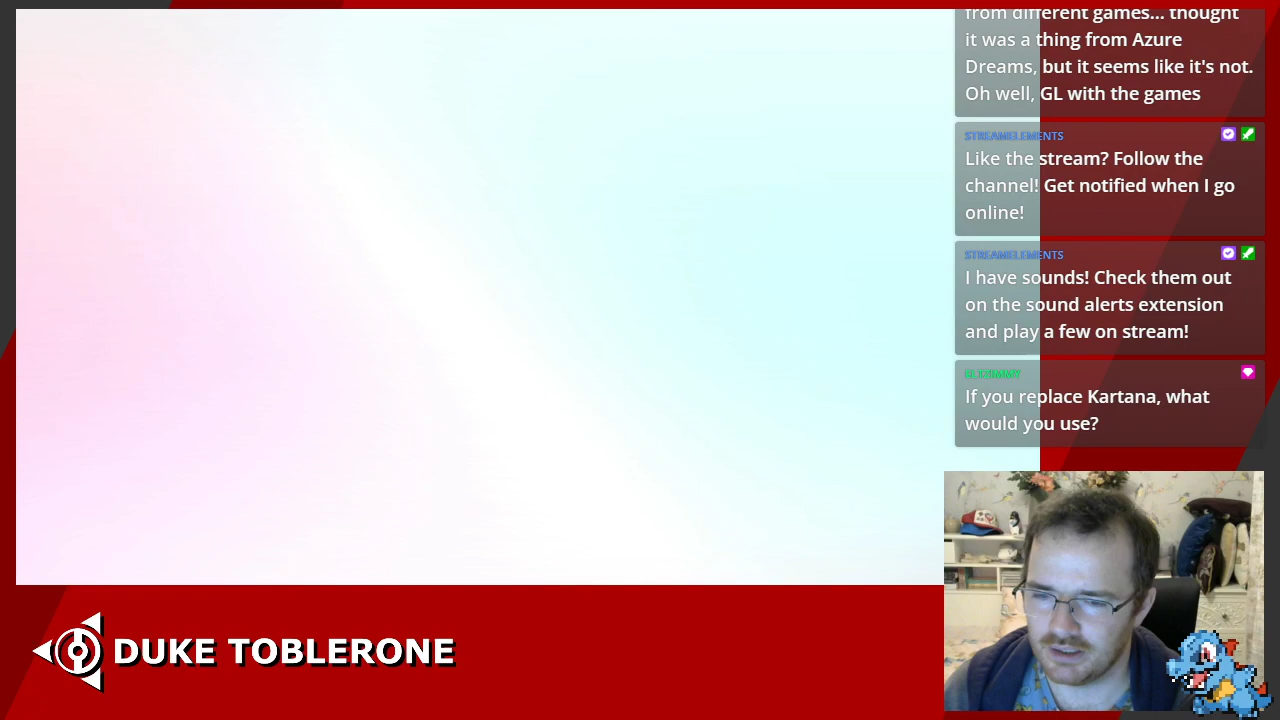 from different games... thought
it was a thing from Azure
Dreams, but it seems like it's not.
Oh well, GL with the games
STREAMELEMENTS
Like the stream? Follow the
channel! Get notified when I go
online!
STREAMELEMENTS
I have sounds! Check them out
on the sound alerts extension
and play a few on stream!
ELTOMMY
If you replace Kartana, what
would you use?
DUKE TOBLERONE